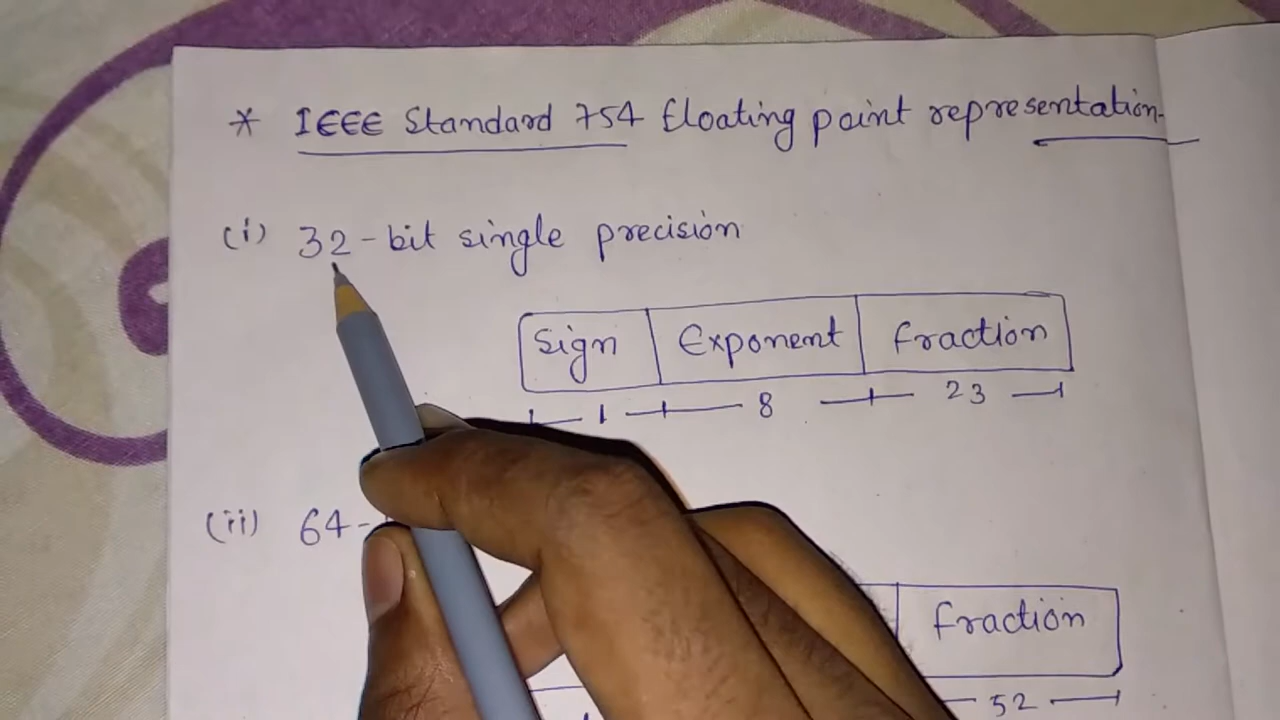 * IEEE Standard 754 floating point representation
(i) 32-bit single precision
Sign Exponent Fraction
1 8 23
(ii) 64-
Fraction
52